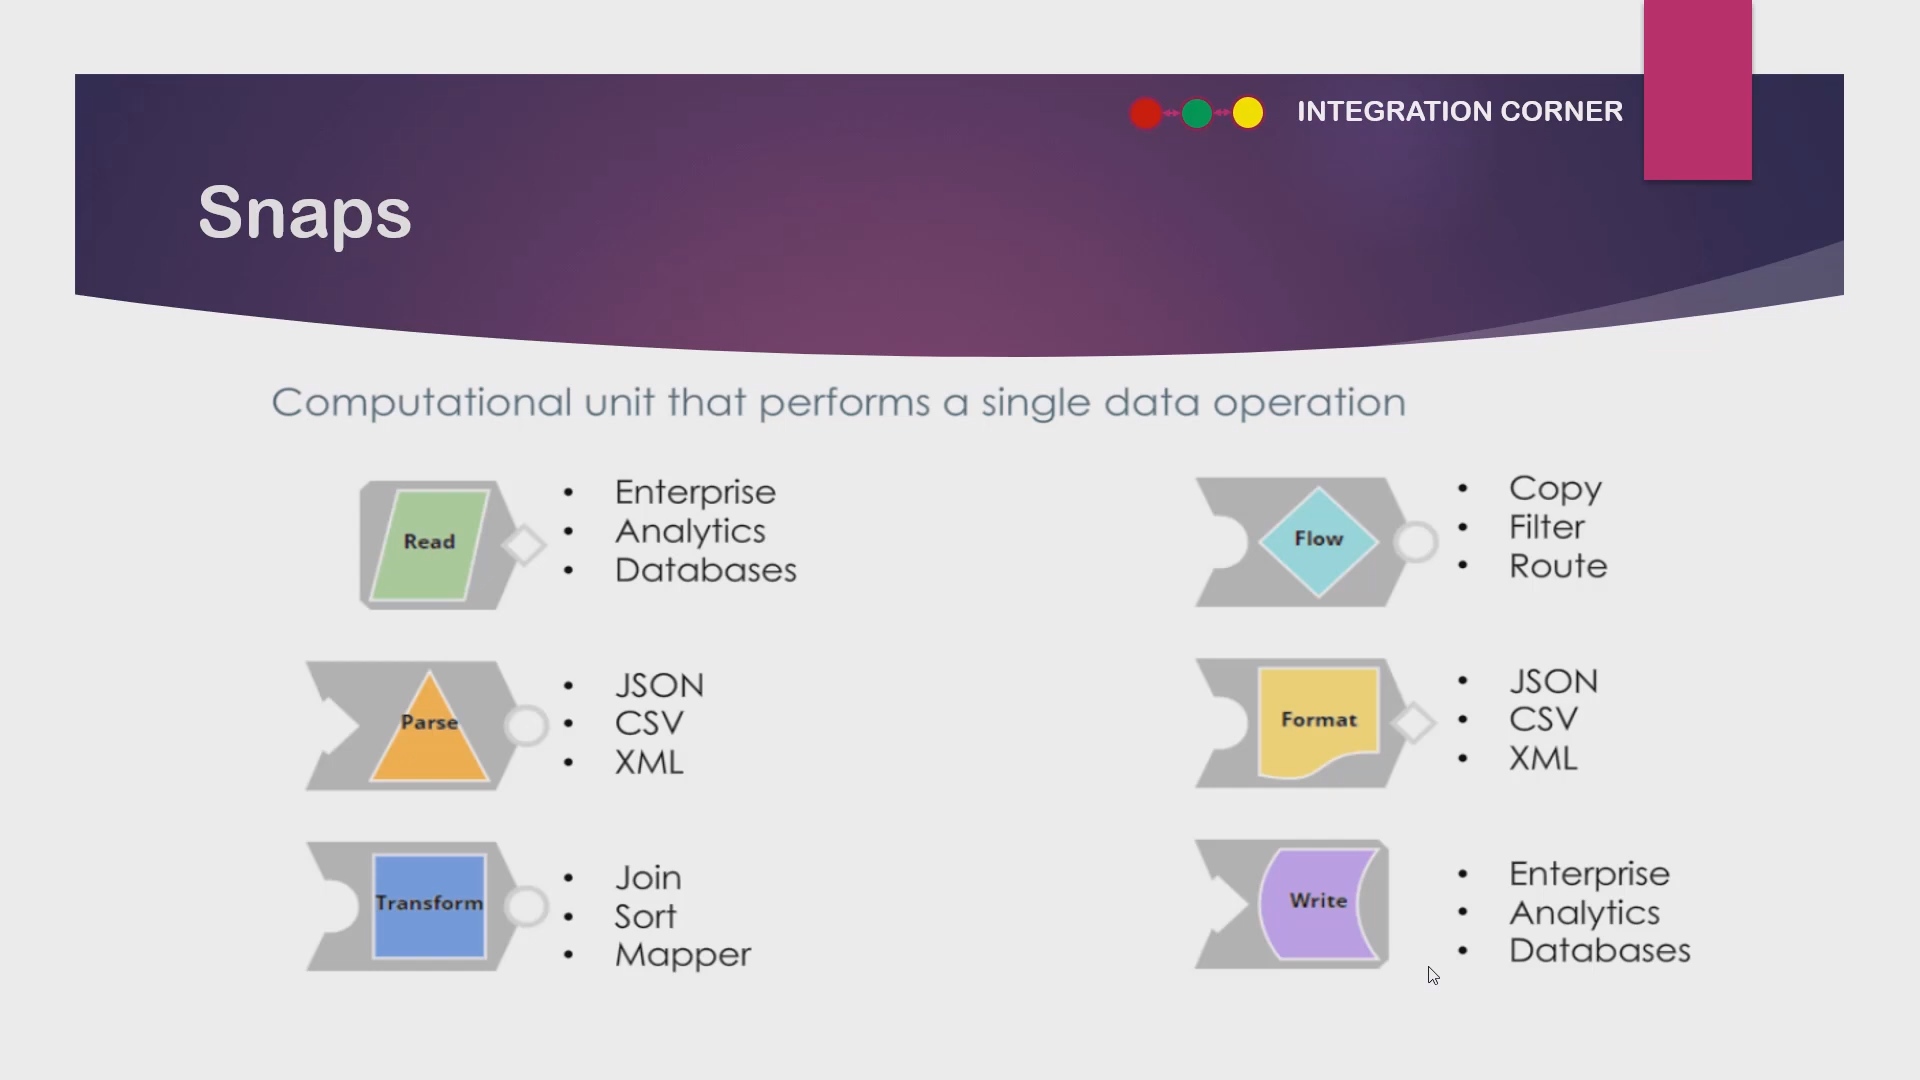 INTEGRATION CORNER
Snaps
Computational unit that performs a single data operation
Read
• Enterprise
• Analytics
• Databases
Parse
• JSON
• CSV
• XML
Transform
• Join
• Sort
• Mapper
Flow
• Copy
• Filter
• Route
Format
• JSON
• CSV
• XML
Write
• Enterprise
• Analytics
• Databases